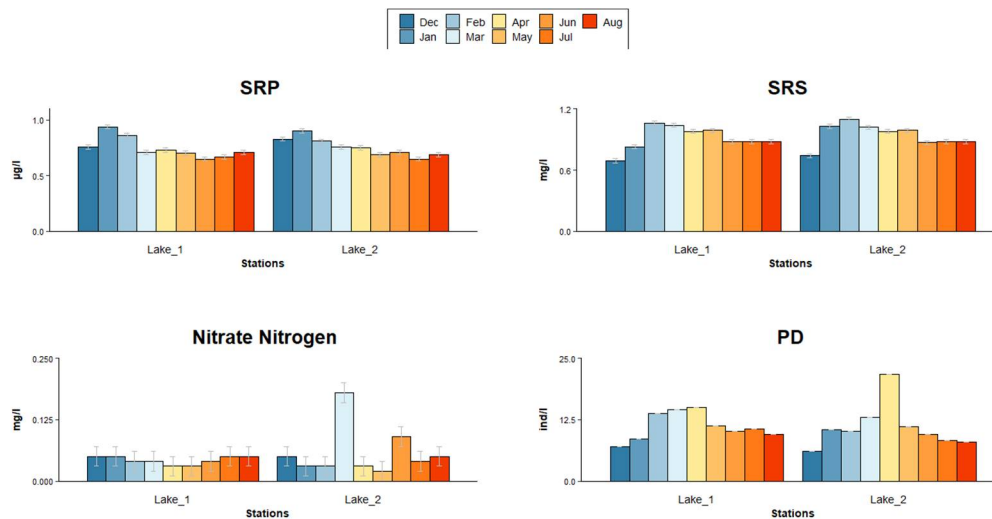 Dec Feb Apr Jun Aug
Jan Mar May Jul
SRP
µg/l
1.0
0.5
0.0
Lake_1 Lake_2
Stations
SRS
mg/l
1.2
0.6
0.0
Lake_1 Lake_2
Stations
Nitrate Nitrogen
mg/l
0.250
0.125
0.000
Lake_1 Lake_2
Stations
PD
ind/l
25.0
12.5
0.0
Lake_1 Lake_2
Stations